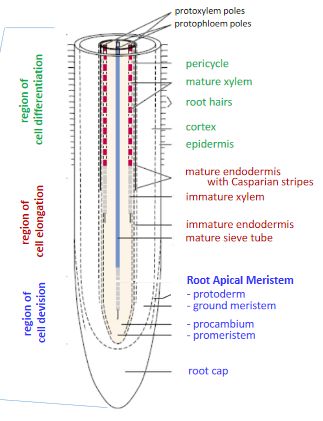 protoxylem poles
protophloem poles
region of
cell differentiation
pericycle
mature xylem
root hairs
cortex
epidermis
mature endodermis
with Casparian stripes
region of
cell elongation
immature xylem
immature endodermis
mature sieve tube
region of
cell devision
Root Apical Meristem
- protoderm
- ground meristem
- procambium
- promeristem
root cap